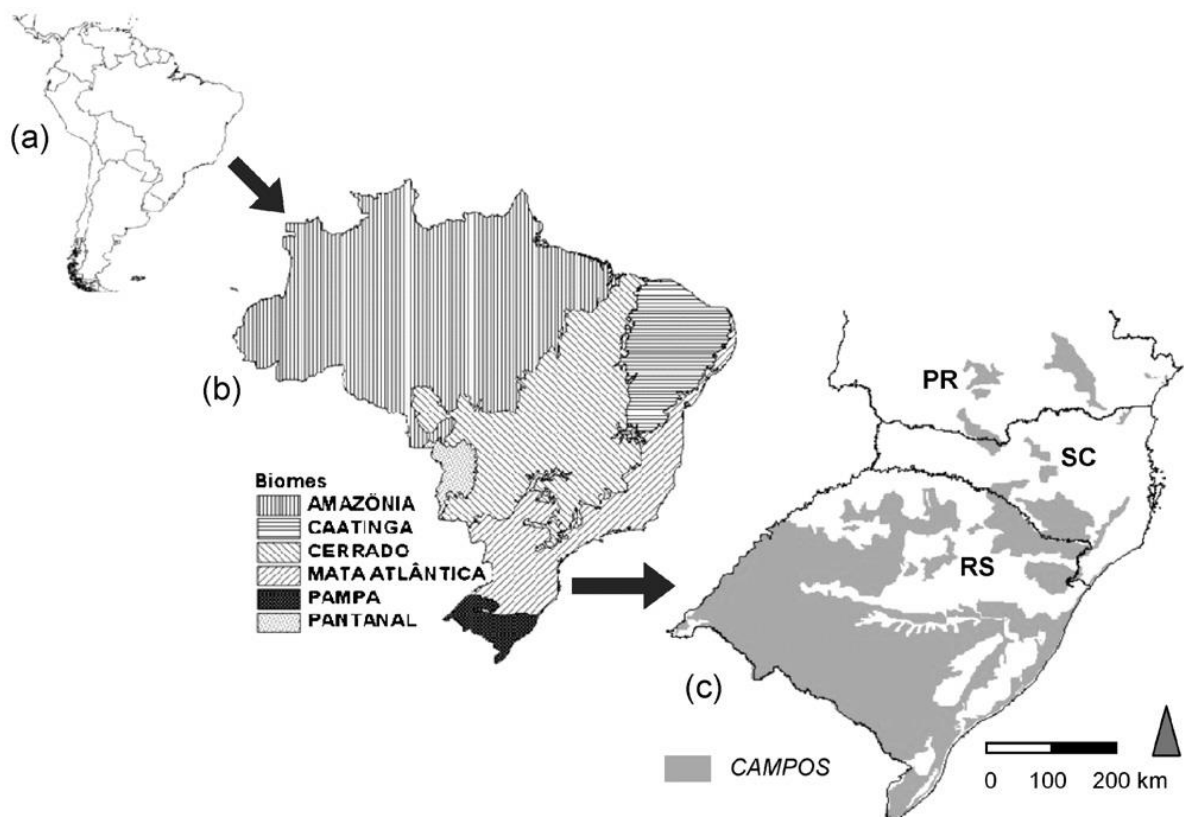 (a)
(b)
Biomes
AMAZÔNIA
CAATINGA
CERRADO
MATA ATLÂNTICA
PAMPA
PANTANAL
PR
SC
RS
(c)
CAMPOS
0 100 200 km